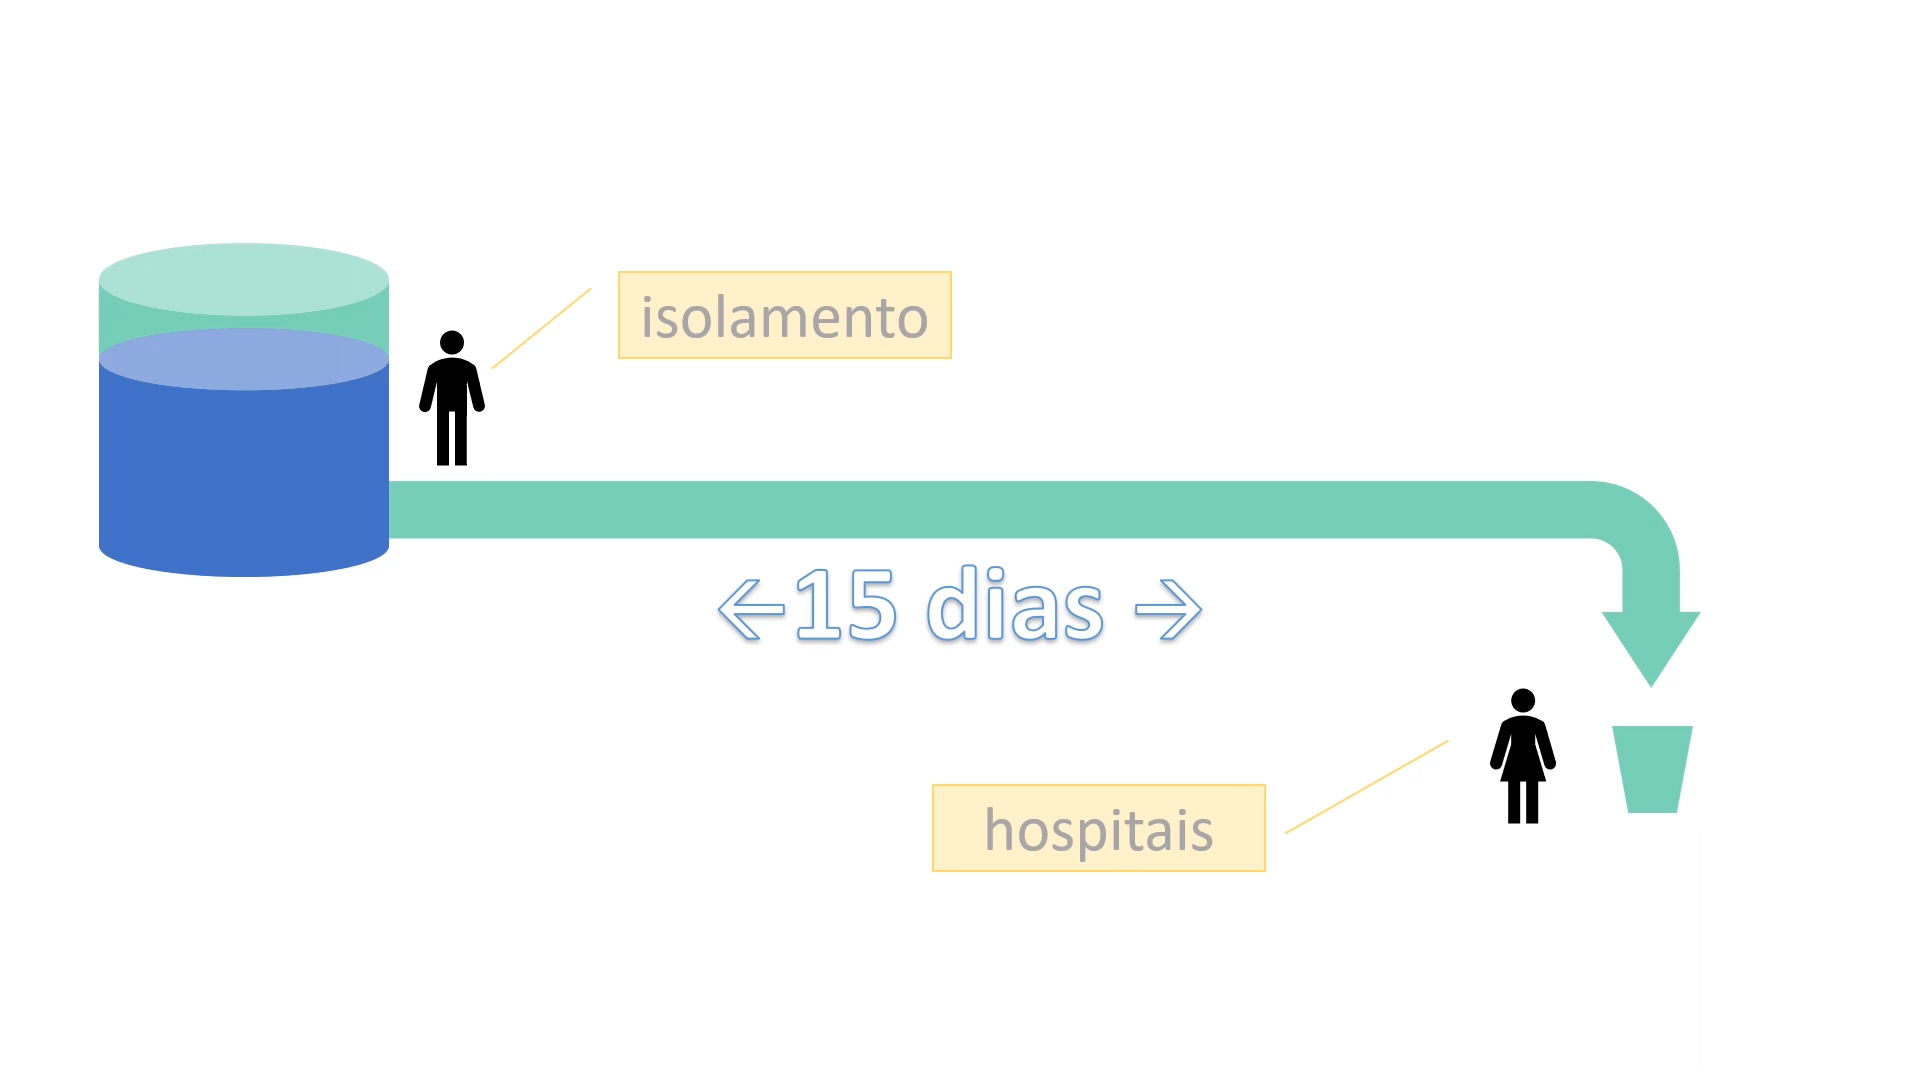 isolamento
←15 dias →
hospitais